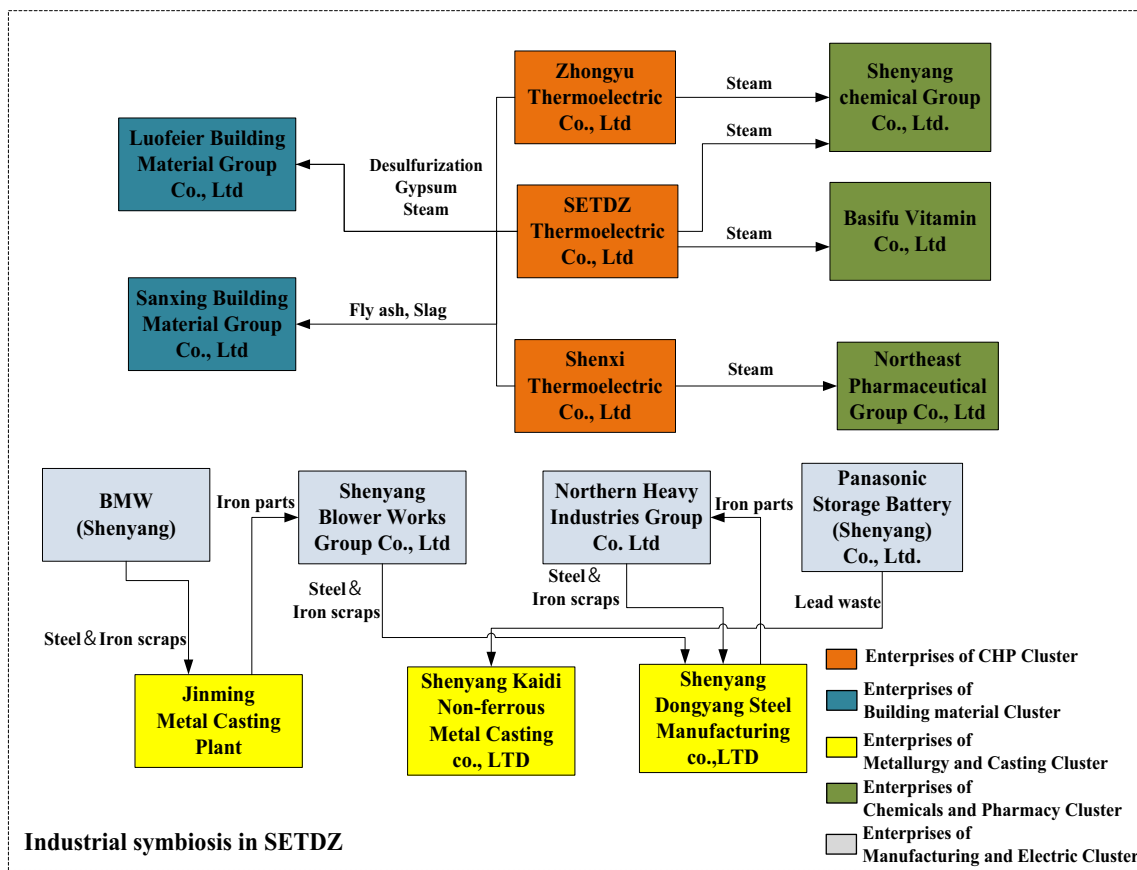 Zhongyu
Thermoelectric
Co., Ltd
Steam
Shenyang
chemical Group
Co., Ltd.
Steam
Luofeier Building
Material Group
Co., Ltd
Desulfurization
Gypsum
Steam
SETDZ
Thermoelectric
Co., Ltd
Steam
Basifu Vitamin
Co., Ltd
Sanxing Building
Material Group
Co., Ltd
Fly ash, Slag
Shenxi
Thermoelectric
Co., Ltd
Steam
Northeast
Pharmaceutical
Group Co., Ltd
BMW
(Shenyang)
Iron parts
Shenyang
Blower Works
Group Co., Ltd
Northern Heavy
Industries Group
Co. Ltd
Iron parts
Panasonic
Storage Battery
(Shenyang)
Co., Ltd.
Steel &
Iron scraps
Steel &
Iron scraps
Lead waste
Steel & Iron scraps
Jinming
Metal Casting
Plant
Shenyang Kaidi
Non-ferrous
Metal Casting
co., LTD
Shenyang
Dongyang Steel
Manufacturing
co.,LTD
Enterprises of CHP Cluster
Enterprises of
Building material Cluster
Enterprises of
Metallurgy and Casting Cluster
Enterprises of
Chemicals and Pharmacy Cluster
Enterprises of
Manufacturing and Electric Cluster
Industrial symbiosis in SETDZ